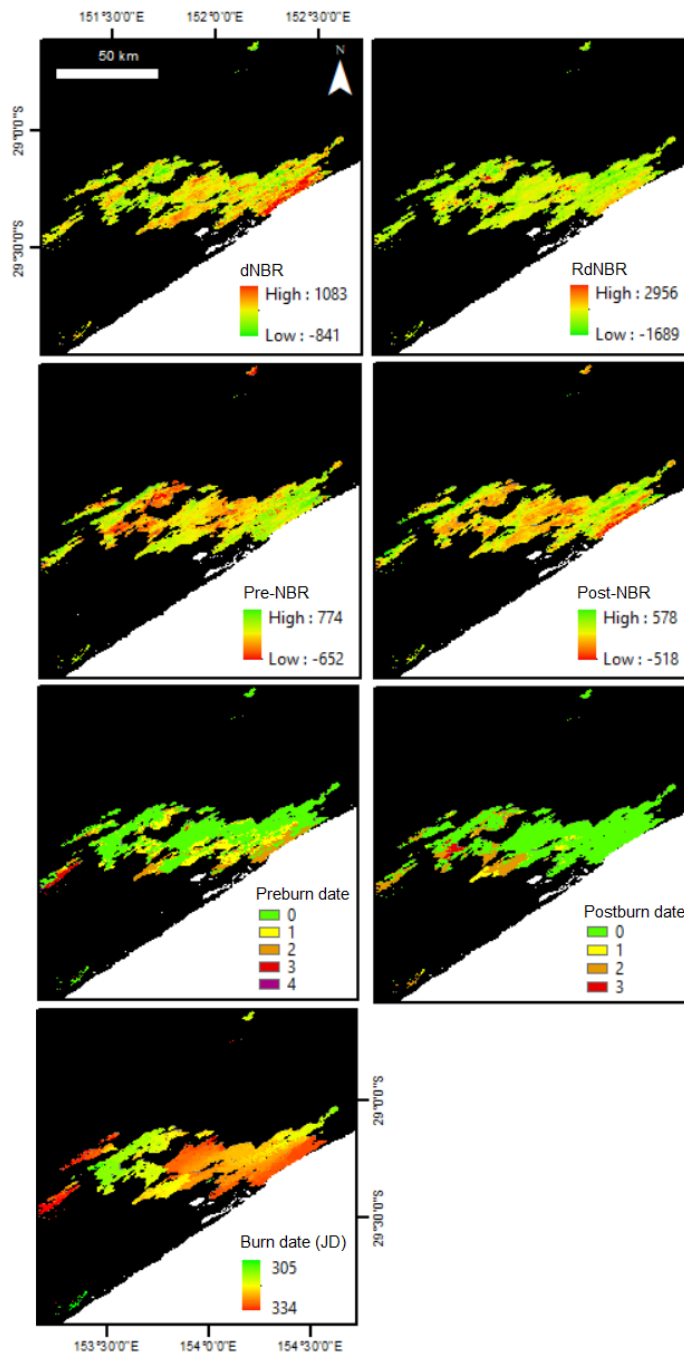 151°30'0"E 152°0'0"E 152°30'0"E
50 km
N
29°0'0"S
29°30'0"S
dNBR
High : 1083
Low : -841
RdNBR
High : 2956
Low : -1689
Pre-NBR
High : 774
Low : -652
Post-NBR
High : 578
Low : -518
Preburn date
0
1
2
3
4
Postburn date
0
1
2
3
29°0'0"S
29°30'0"S
Burn date (JD)
305
334
153°30'0"E 154°0'0"E 154°30'0"E